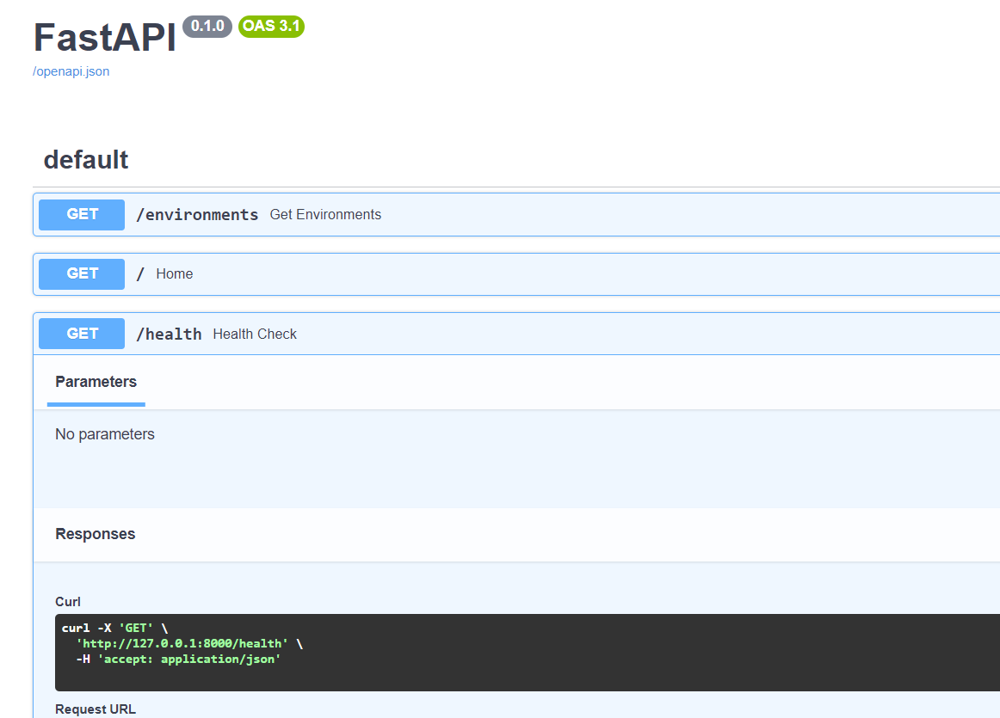 FastAPI 0.1.0 OAS 3.1
/openapi.json
default
GET /environments Get Environments
GET / Home
GET /health Health Check
Parameters
No parameters
Responses
Curl
curl -X 'GET' \
  'http://127.0.0.1:8000/health' \
  -H 'accept: application/json'
Request URL